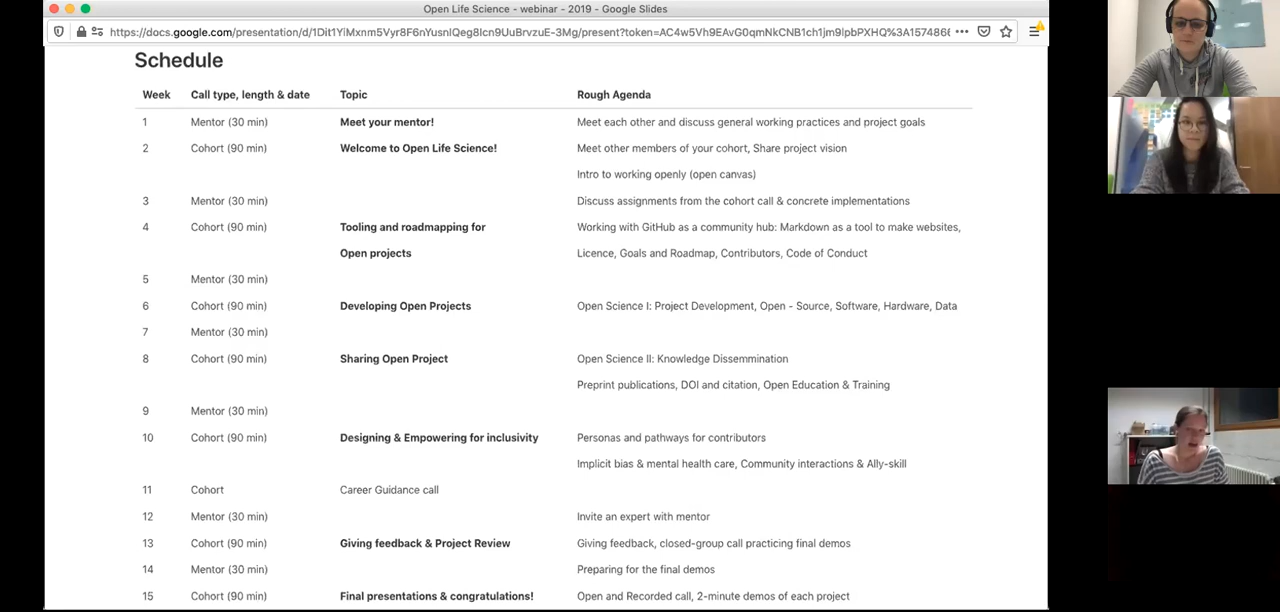 Open Life Science - webinar - 2019 - Google Slides
https://docs.google.com/presentation/d/1Dit1YiMxnm5Vyr8F6nYusnIQeg8Icn9UuBrvzuE-3Mg/present?token=AC4w5Vh9EAvG0qmNkCNB1ch1jm9lpbPXHQ%3A1574866
Schedule
Week Call type, length & date Topic Rough Agenda
1 Mentor (30 min) Meet your mentor! Meet each other and discuss general working practices and project goals
2 Cohort (90 min) Welcome to Open Life Science! Meet other members of your cohort, Share project vision
Intro to working openly (open canvas)
3 Mentor (30 min) Discuss assignments from the cohort call & concrete implementations
4 Cohort (90 min) Tooling and roadmapping for Working with GitHub as a community hub: Markdown as a tool to make websites,
Open projects Licence, Goals and Roadmap, Contributors, Code of Conduct
5 Mentor (30 min)
6 Cohort (90 min) Developing Open Projects Open Science I: Project Development, Open - Source, Software, Hardware, Data
7 Mentor (30 min)
8 Cohort (90 min) Sharing Open Project Open Science II: Knowledge Dissemmination
Preprint publications, DOI and citation, Open Education & Training
9 Mentor (30 min)
10 Cohort (90 min) Designing & Empowering for inclusivity Personas and pathways for contributors
Implicit bias & mental health care, Community interactions & Ally-skill
11 Cohort Career Guidance call
12 Mentor (30 min) Invite an expert with mentor
13 Cohort (90 min) Giving feedback & Project Review Giving feedback, closed-group call practicing final demos
14 Mentor (30 min) Preparing for the final demos
15 Cohort (90 min) Final presentations & congratulations! Open and Recorded call, 2-minute demos of each project